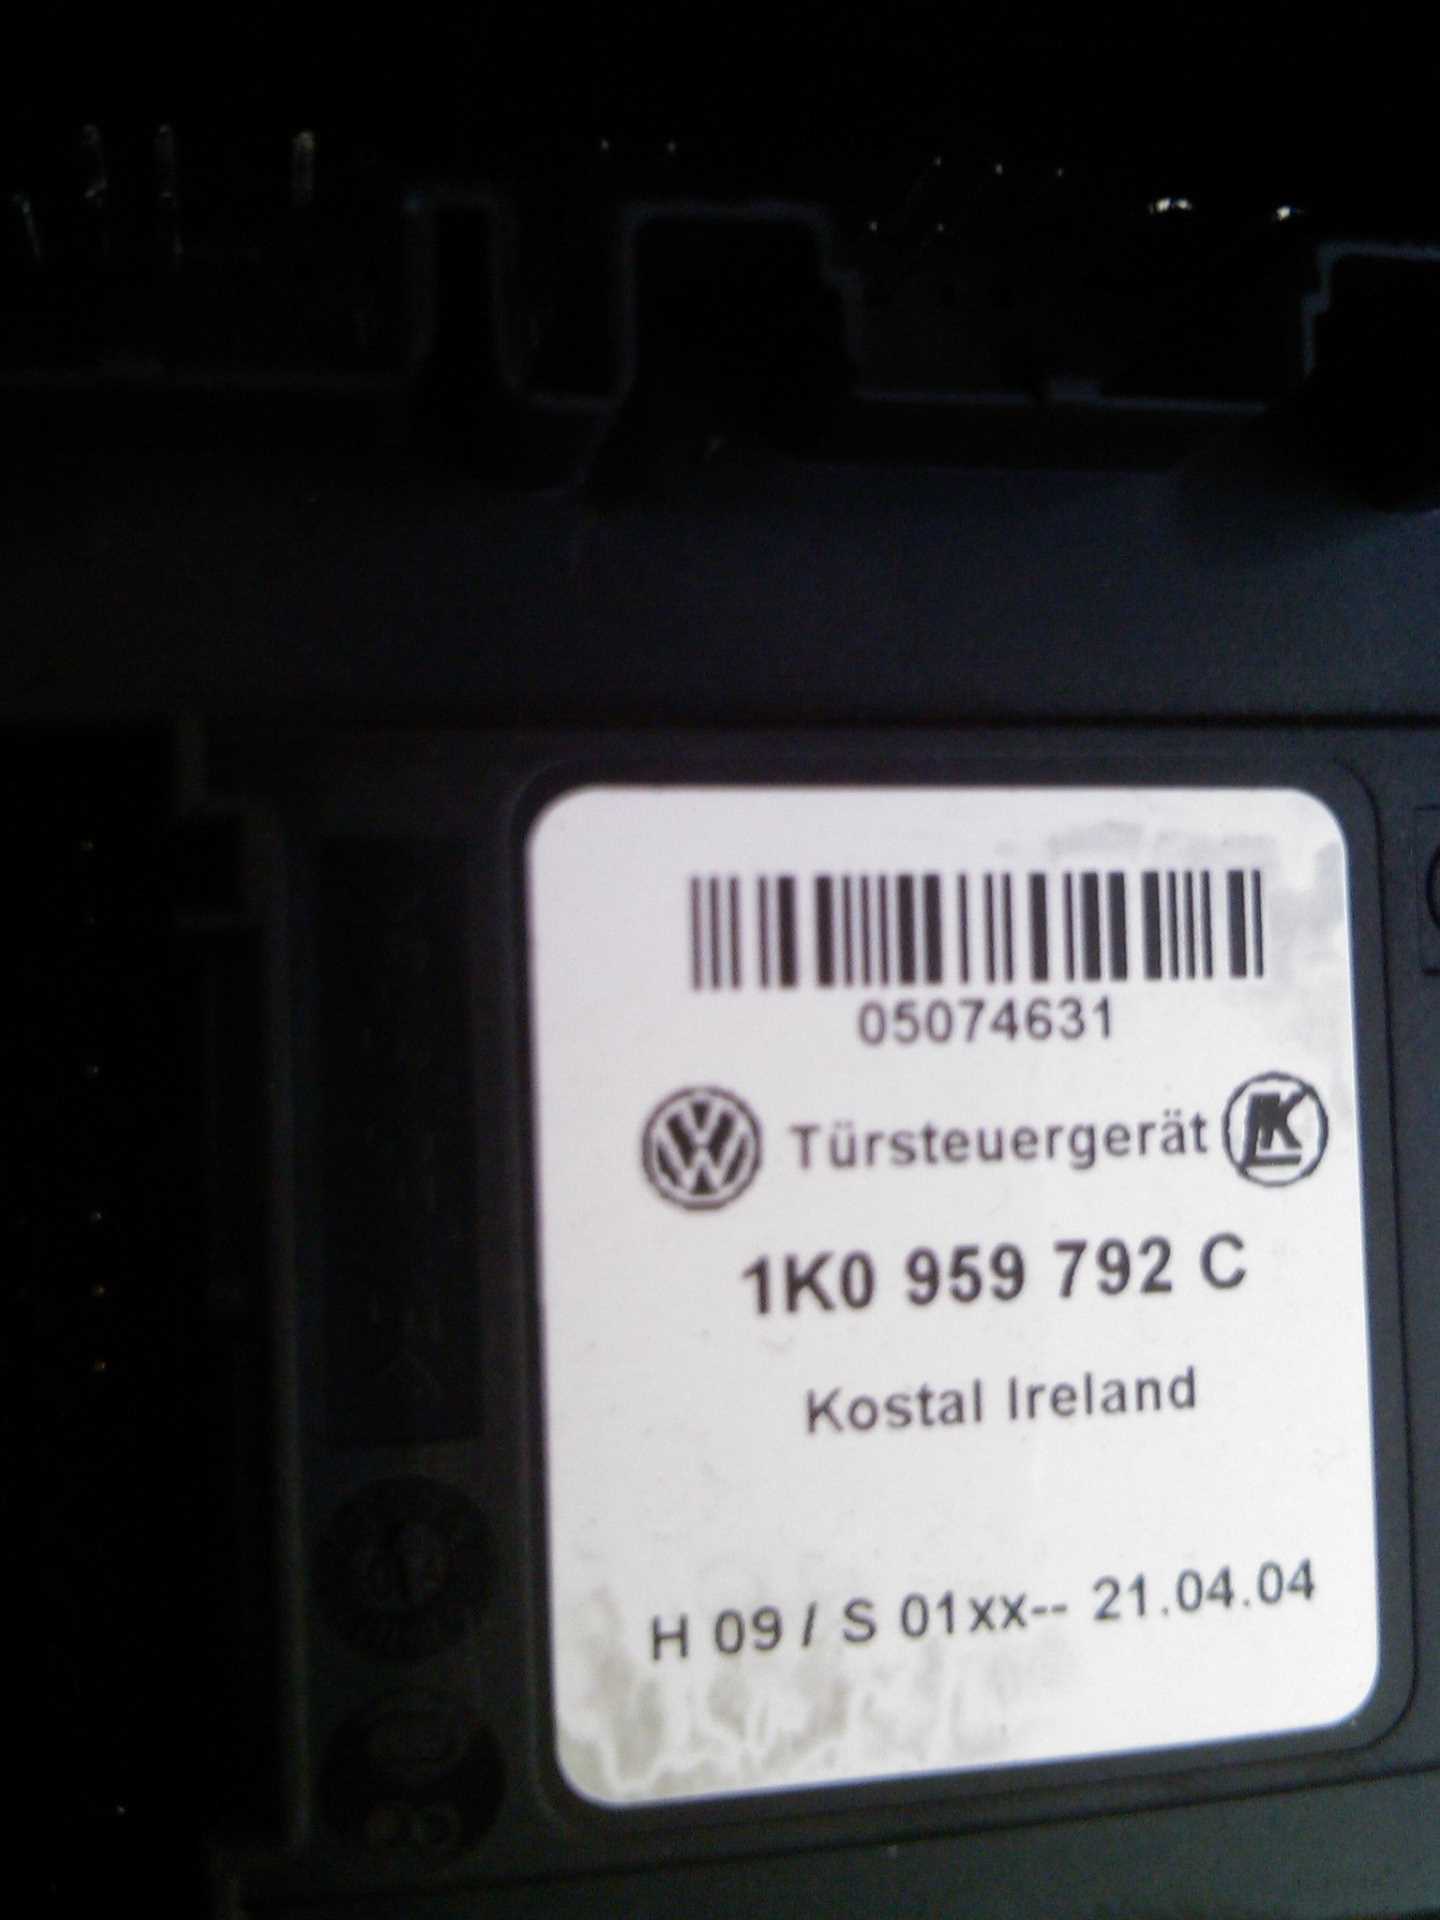 05074631
Türsteuergerät
1K0 959 792 C
Kostal Ireland
H 09 / S 01xx-- 21.04.04